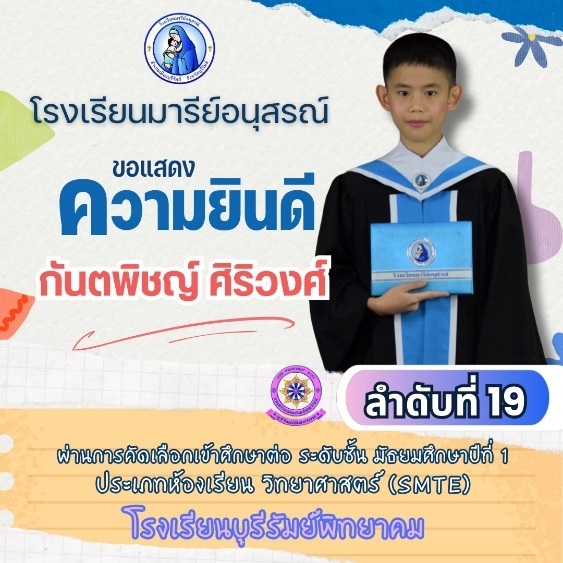 โรงเรียนมารีย์อนุสรณ์
ขอแสดง
ความยินดี
กันตพิชญ์ ศิริวงศ์
ลำดับที่ 19
ผ่านการคัดเลือกเข้าศึกษาต่อ ระดับชั้น มัธยมศึกษาปีที่ 1
ประเภทห้องเรียน วิทยาศาสตร์ (SMTE)
โรงเรียนบุรีรัมย์พิทยาคม